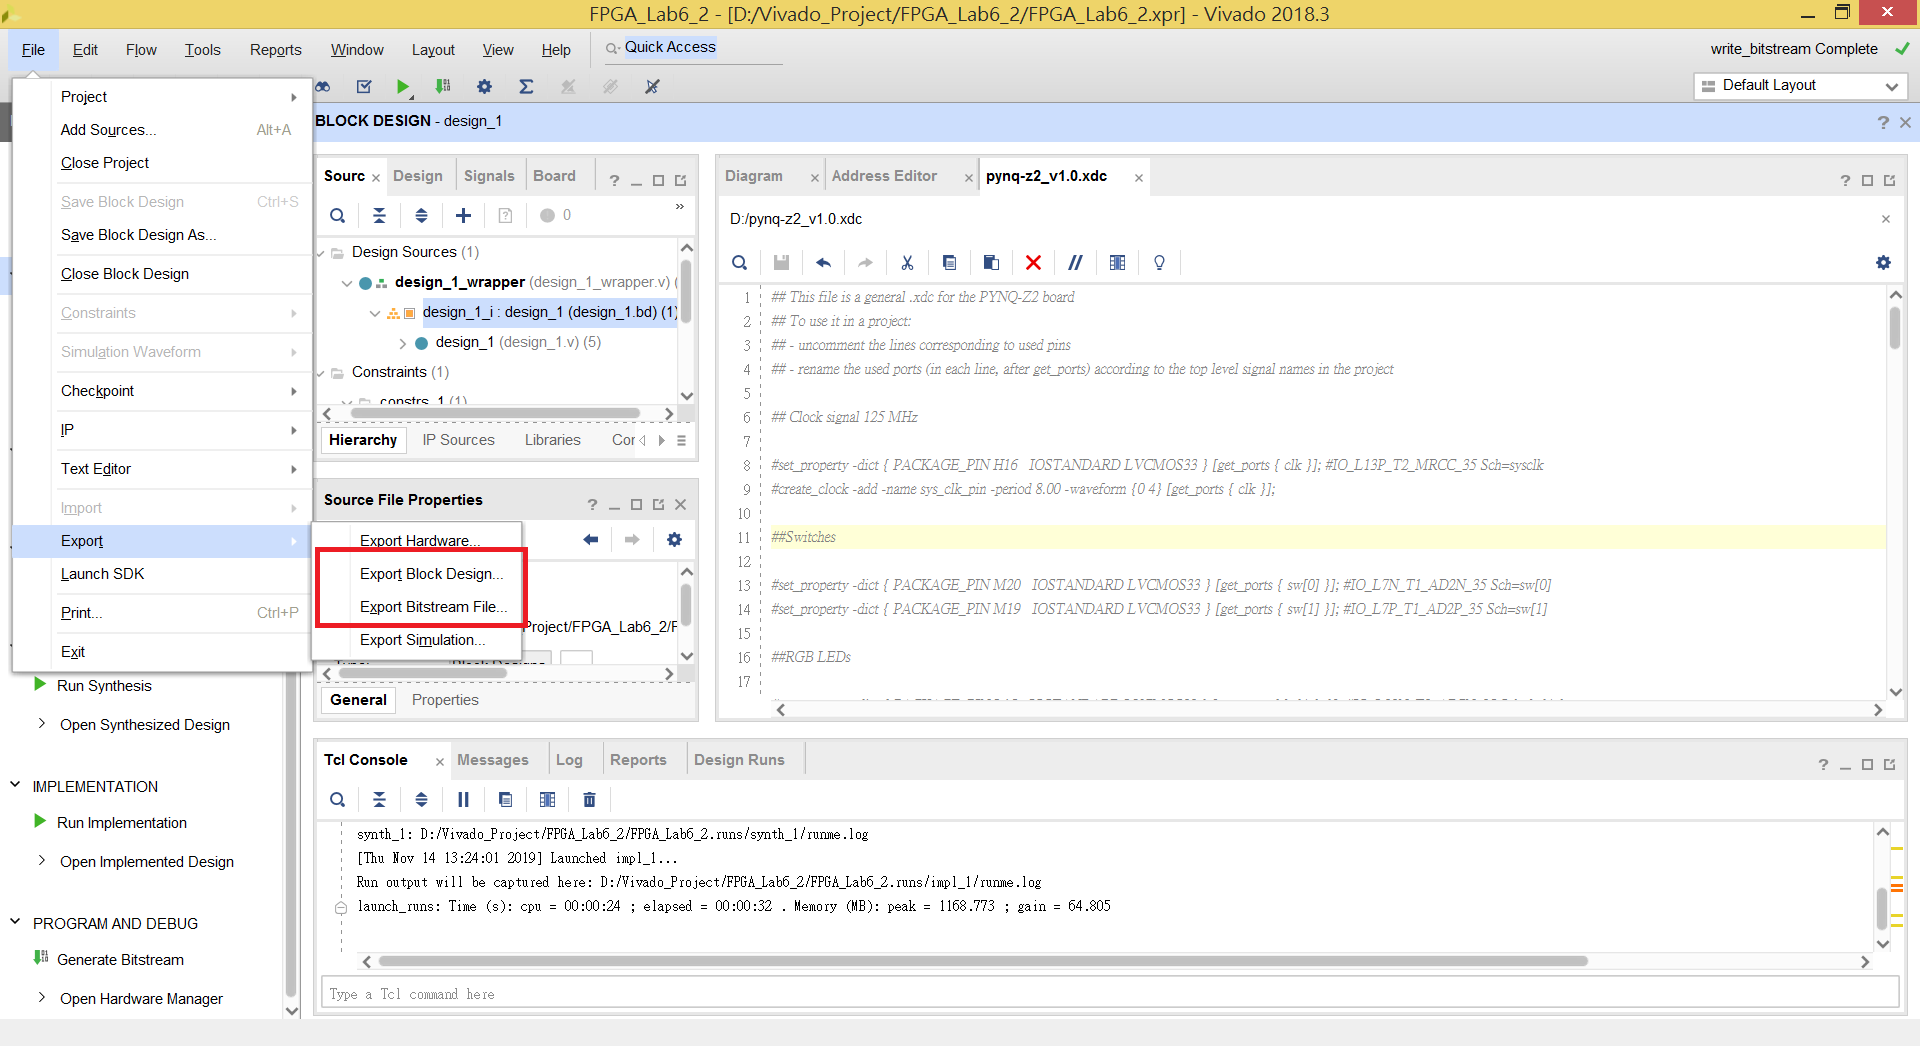 FPGA_Lab6_2 - [D:/Vivado_Project/FPGA_Lab6_2/FPGA_Lab6_2.xpr] - Vivado 2018.3
File Edit Flow Tools Reports Window Layout View Help Quick Access
write_bitstream Complete
Default Layout
Project
Add Sources... Alt+A
Close Project
Save Block Design Ctrl+S
Save Block Design As...
Close Block Design
Constraints
Simulation Waveform
Checkpoint
IP
Text Editor
Import
Export
Launch SDK
Print... Ctrl+P
Exit
Export Hardware...
Export Block Design...
Export Bitstream File...
Export Simulation...
Run Synthesis
Open Synthesized Design
IMPLEMENTATION
Run Implementation
Open Implemented Design
PROGRAM AND DEBUG
Generate Bitstream
Open Hardware Manager
BLOCK DESIGN - design_1
Sourc Design Signals Board
0
Design Sources (1)
design_1_wrapper (design_1_wrapper.v) (
design_1_i : design_1 (design_1.bd) (1)
design_1 (design_1.v) (5)
Constraints (1)
constrs_1 (1)
Hierarchy IP Sources Libraries Cor
Source File Properties
Project/FPGA_Lab6_2/F
General Properties
Diagram Address Editor pynq-z2_v1.0.xdc
D:/pynq-z2_v1.0.xdc
1 ## This file is a general .xdc for the PYNQ-Z2 board
2 ## To use it in a project:
3 ## - uncomment the lines corresponding to used pins
4 ## - rename the used ports (in each line, after get_ports) according to the top level signal names in the project
5
6 ## Clock signal 125 MHz
7
8 #set_property -dict { PACKAGE_PIN H16 IOSTANDARD LVCMOS33 } [get_ports { clk }]; #IO_L13P_T2_MRCC_35 Sch=sysclk
9 #create_clock -add -name sys_clk_pin -period 8.00 -waveform {0 4} [get_ports { clk }];
10
11 ##Switches
12
13 #set_property -dict { PACKAGE_PIN M20 IOSTANDARD LVCMOS33 } [get_ports { sw[0] }]; #IO_L7N_T1_AD2N_35 Sch=sw[0]
14 #set_property -dict { PACKAGE_PIN M19 IOSTANDARD LVCMOS33 } [get_ports { sw[1] }]; #IO_L7P_T1_AD2P_35 Sch=sw[1]
15
16 ##RGB LEDs
17
Tcl Console Messages Log Reports Design Runs
synth_1: D:/Vivado_Project/FPGA_Lab6_2/FPGA_Lab6_2.runs/synth_1/runme.log
[Thu Nov 14 13:24:01 2019] Launched impl_1...
Run output will be captured here: D:/Vivado_Project/FPGA_Lab6_2/FPGA_Lab6_2.runs/impl_1/runme.log
launch_runs: Time (s): cpu = 00:00:24 ; elapsed = 00:00:32 . Memory (MB): peak = 1168.773 ; gain = 64.805
Type a Tcl command here